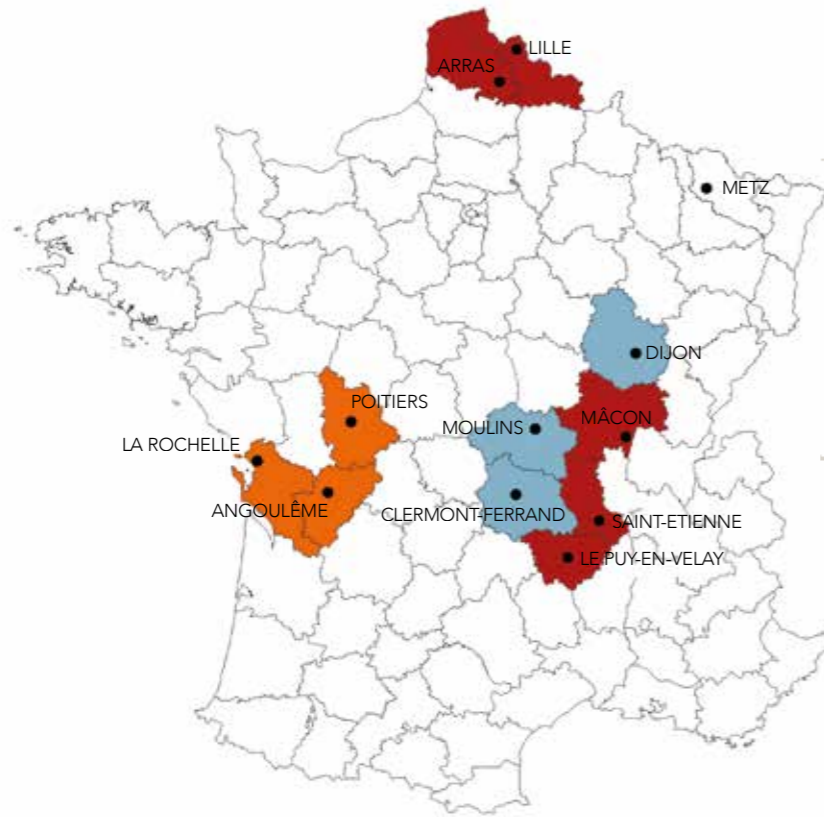 LILLE
ARRAS
METZ
DIJON
POITIERS
MÂCON
MOULINS
LA ROCHELLE
ANGOULÊME
CLERMONT-FERRAND
SAINT-ETIENNE
LE-PUY-EN-VELAY